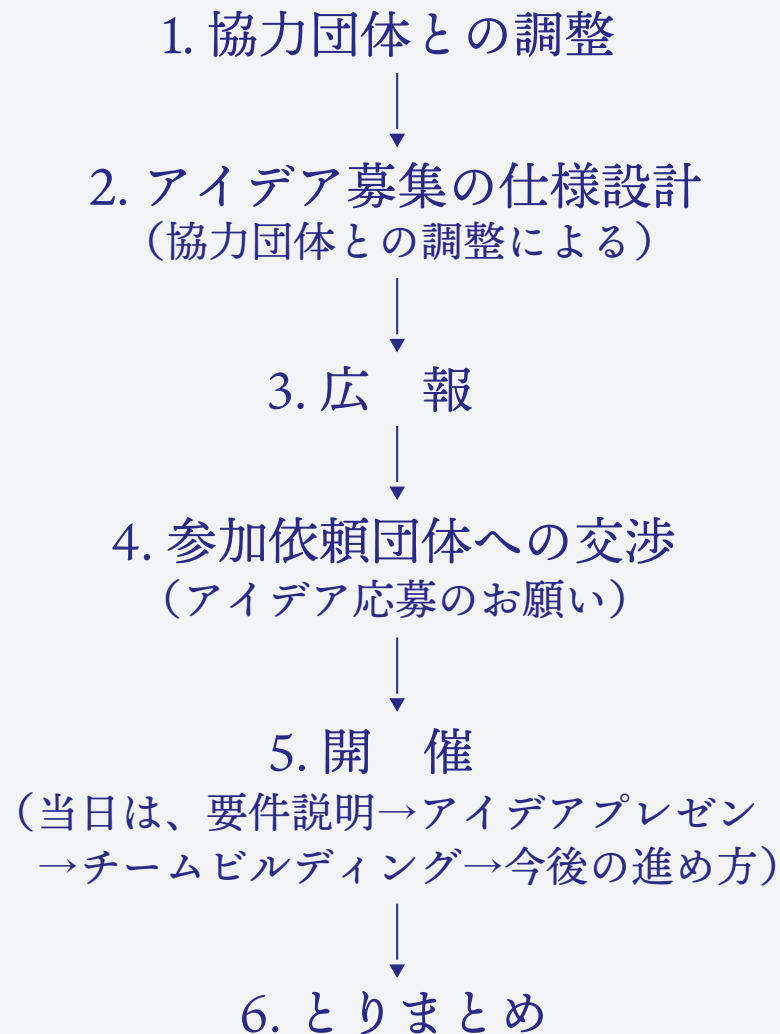 1. 協力団体との調整
2. アイデア募集の仕様設計
（協力団体との調整による）
3. 広　報
4. 参加依頼団体への交渉
（アイデア応募のお願い）
5. 開　催
（当日は、要件説明→アイデアプレゼン
→チームビルディング→今後の進め方）
6. とりまとめ